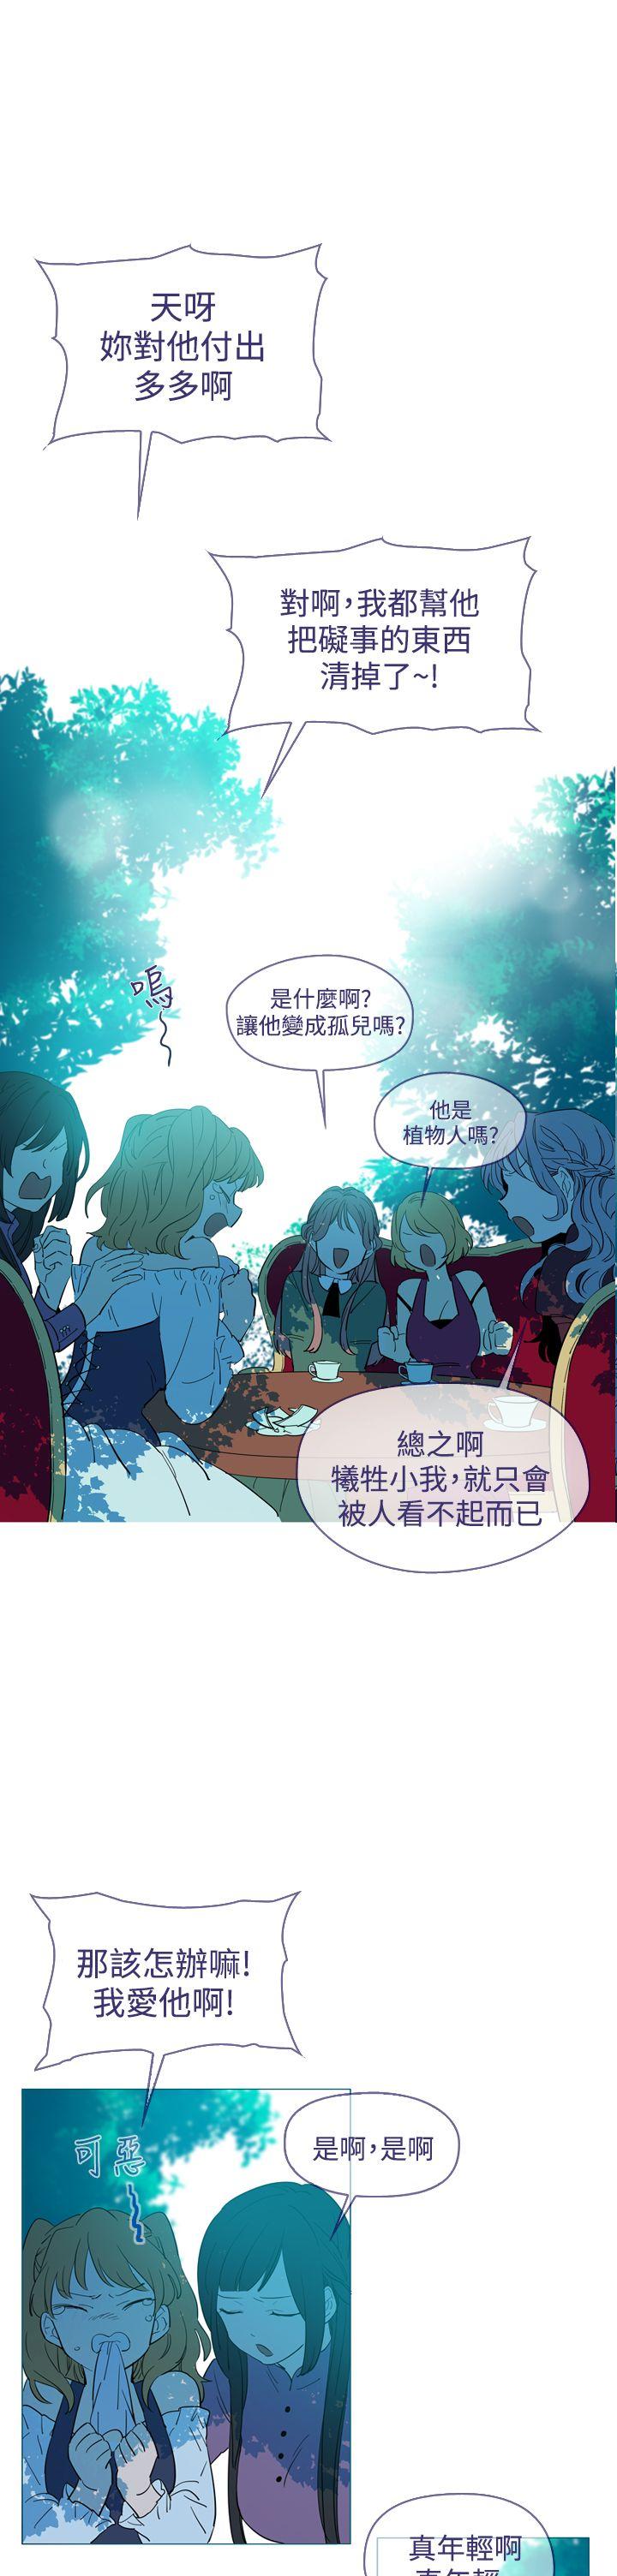 天呀
妳對他付出
多多啊
對啊，我都幫他
把礙事的東西
清掉了~！
嗚
是什麼啊？
讓他變成孤兒嗎？
他是
植物人嗎？
總之啊
犧牲小我，就只會
被人看不起而已
那該怎辦嘛！
我愛他啊！
可惡
是啊，是啊
真年輕啊